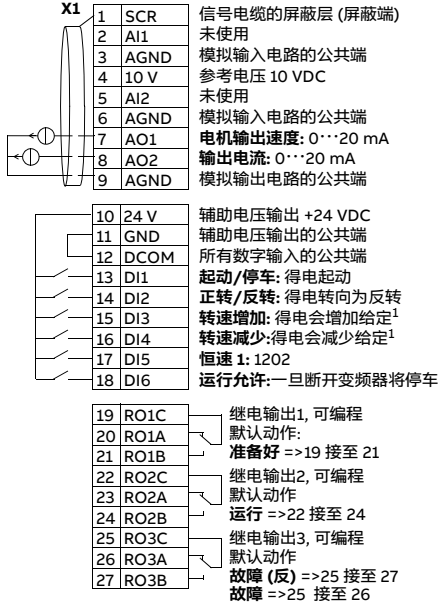 X1
1 SCR 信号电缆的屏蔽层 (屏蔽端)
2 AI1 未使用
3 AGND 模拟输入电路的公共端
4 10 V 参考电压 10 VDC
5 AI2 未使用
6 AGND 模拟输入电路的公共端
7 AO1 电机输出速度: 0⋯20 mA
8 AO2 输出电流: 0⋯20 mA
9 AGND 模拟输出电路的公共端
10 24 V 辅助电压输出 +24 VDC
11 GND 辅助电压输出的公共端
12 DCOM 所有数字输入的公共端
13 DI1 起动/停车: 得电起动
14 DI2 正转/反转: 得电转向为反转
15 DI3 转速增加: 得电会增加给定1
16 DI4 转速减少:得电会减少给定1
17 DI5 恒速 1: 1202
18 DI6 运行允许:一旦断开变频器将停车
19 RO1C 继电输出1, 可编程
20 RO1A 默认动作:
21 RO1B 准备好 =>19 接至 21
22 RO2C 继电输出2, 可编程
23 RO2A 默认动作
24 RO2B 运行 =>22 接至 24
25 RO3C 继电输出3, 可编程
26 RO3A 默认动作
27 RO3B 故障 (反) =>25 接至 27
故障 =>25 接至 26